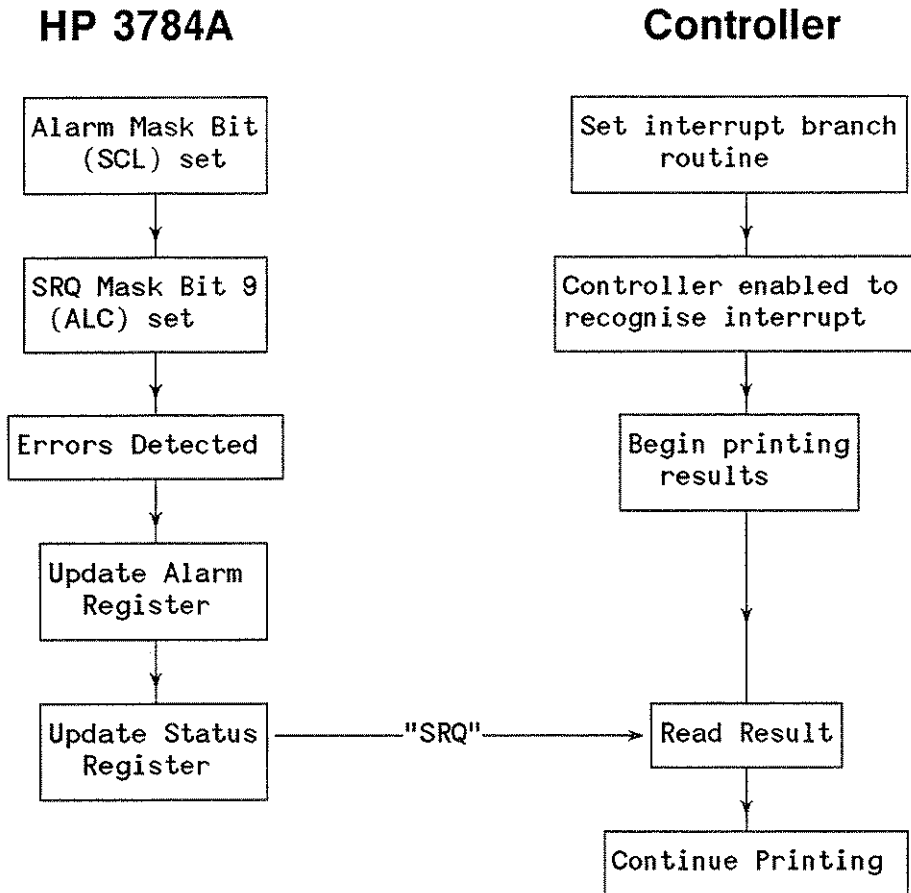 HP 3784A
Controller
Alarm Mask Bit
(SCL) set
SRQ Mask Bit 9
(ALC) set
Errors Detected
Update Alarm
Register
Update Status
Register
"SRQ"
Set interrupt branch
routine
Controller enabled to
recognise interrupt
Begin printing
results
Read Result
Continue Printing